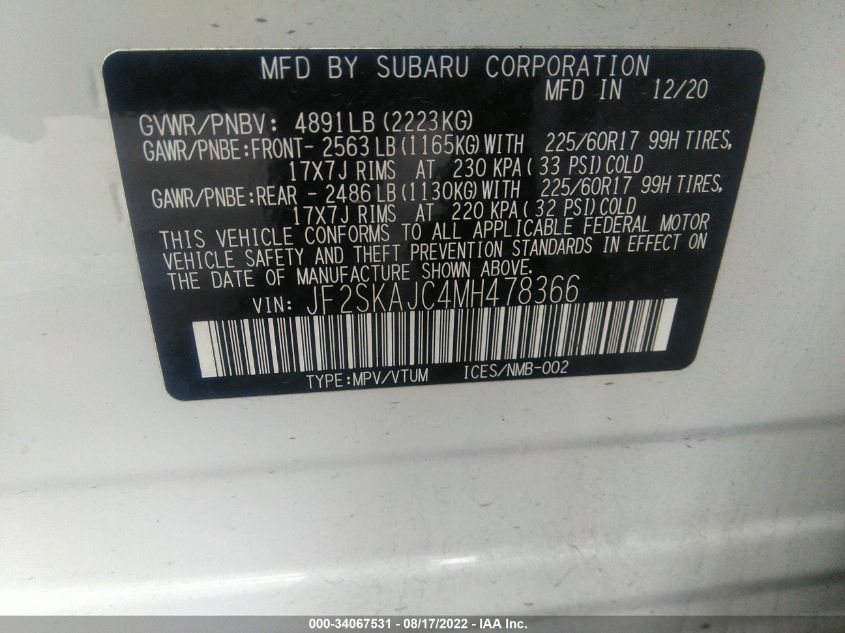 MFD BY SUBARU CORPORATION
MFD IN 12/20
GVWR/PNBV: 4891LB (2223KG)
GAWR/PNBE:FRONT- 2563 LB (1165KG) WITH 225/60R17 99H TIRES,
17X7J RIMS AT 230 KPA ( 33 PSI) COLD
GAWR/PNBE:REAR - 2486 LB (1130KG) WITH 225/60R17 99H TIRES,
17X7J RIMS AT 220 KPA ( 32 PSI) COLD
THIS VEHICLE CONFORMS TO ALL APPLICABLE FEDERAL MOTOR
VEHICLE SAFETY AND THEFT PREVENTION STANDARDS IN EFFECT ON
THE DATE OF MANUFACTURE SHOWN ABOVE.
VIN: JF2SKAJC4MH478366
TYPE:MPV/VTUM ICES/NMB-002
000-34067531 - 08/17/2022 - IAA Inc.